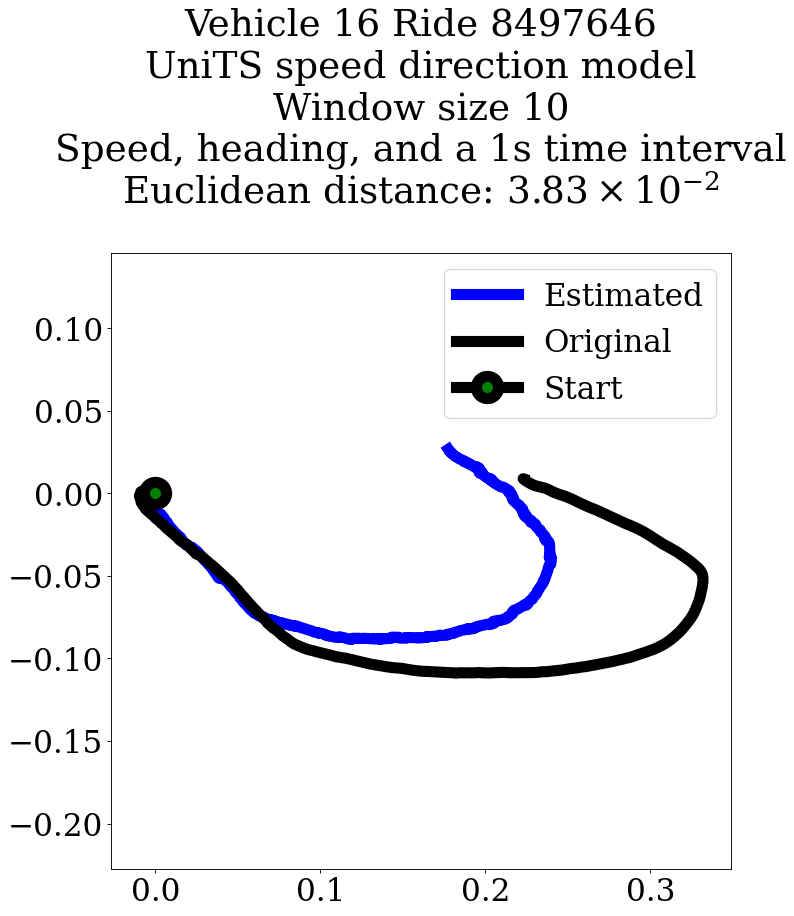 Vehicle 16 Ride 8497646
UniTS speed direction model
Window size 10
Speed, heading, and a 1s time interval
Euclidean distance: 3.83 × 10⁻²
Estimated
Original
Start
0.10
0.05
0.00
−0.05
−0.10
−0.15
−0.20
0.0 0.1 0.2 0.3